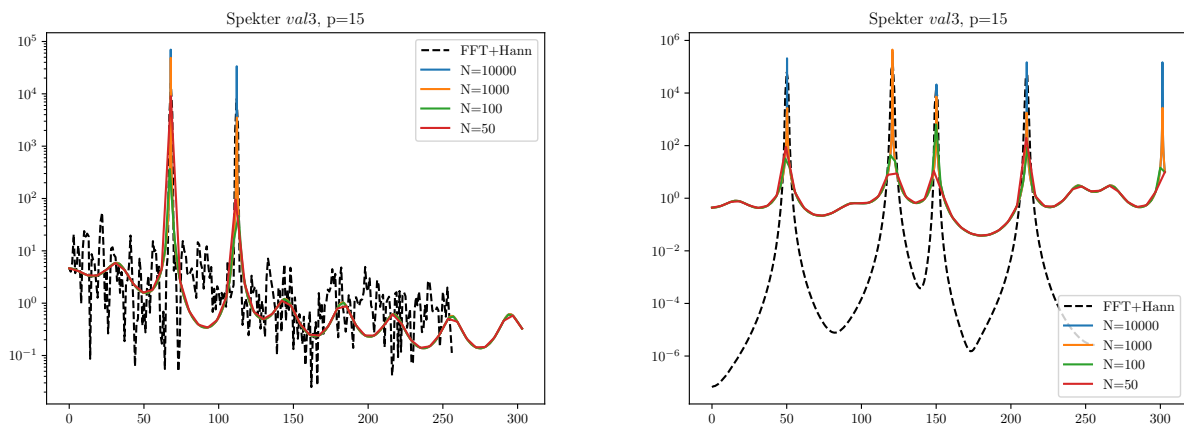 Spekter val3, p=15
10^5
10^4
10^3
10^2
10^1
10^0
10^−1
0 50 100 150 200 250 300
FFT+Hann
N=10000
N=1000
N=100
N=50
Spekter val3, p=15
10^6
10^4
10^2
10^0
10^−2
10^−4
10^−6
0 50 100 150 200 250 300
FFT+Hann
N=10000
N=1000
N=100
N=50